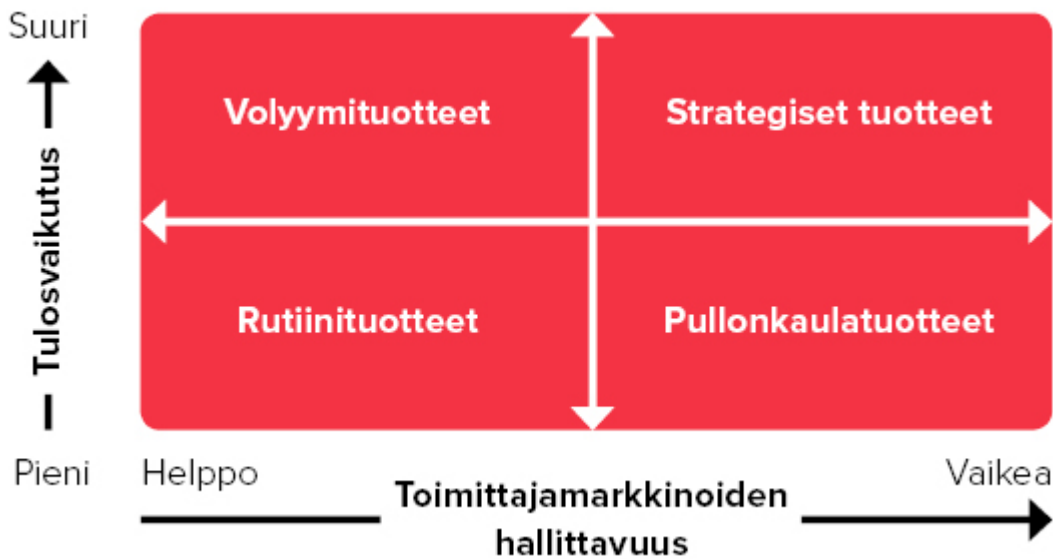 Suuri
Volyymituotteet
Strategiset tuotteet
Tulosvaikutus
Rutiinituotteet
Pullonkaulatuotteet
Pieni
Helppo
Vaikea
Toimittajamarkkinoiden
hallittavuus